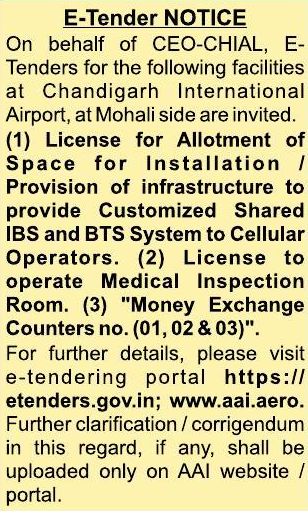 E-Tender NOTICE
On behalf of CEO-CHIAL, E-
Tenders for the following facilities
at Chandigarh International
Airport, at Mohali side are invited.
(1) License for Allotment of
Space for Installation /
Provision of infrastructure to
provide Customized Shared
IBS and BTS System to Cellular
Operators. (2) License to
operate Medical Inspection
Room. (3) "Money Exchange
Counters no. (01, 02 & 03)".
For further details, please visit
e-tendering portal https://
etenders.gov.in; www.aai.aero.
Further clarification / corrigendum
in this regard, if any, shall be
uploaded only on AAI website /
portal.